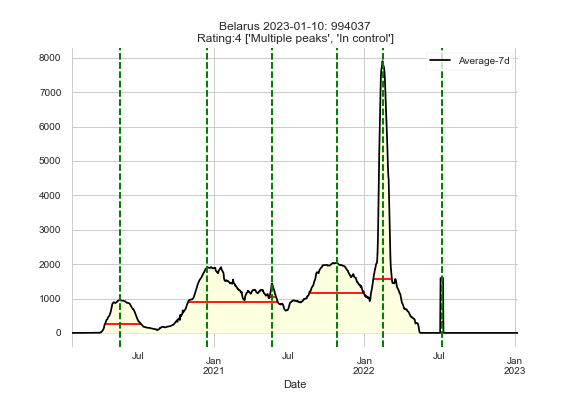 Belarus 2023-01-10: 994037
Rating:4 ['Multiple peaks', 'In control']
Average-7d
8000
7000
6000
5000
4000
3000
2000
1000
0
Jul
Jan
2021
Jul
Jan
2022
Jul
Jan
2023
Date